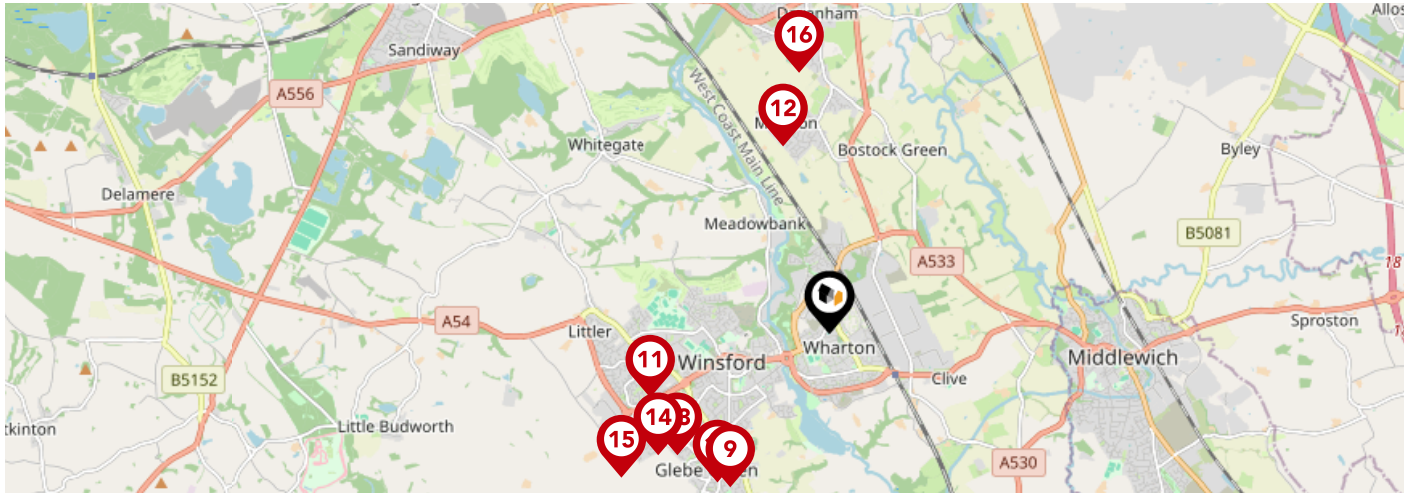 Sandiway
16
A556
12
West Coast Main Line
Whitegate
Bostock Green
Byley
Delamere
Meadowbank
B5081
A533
18
Littler
A54
Sproston
11
Winsford
Wharton
Middlewich
B5152
Clive
14
15
9
Little Budworth
A530